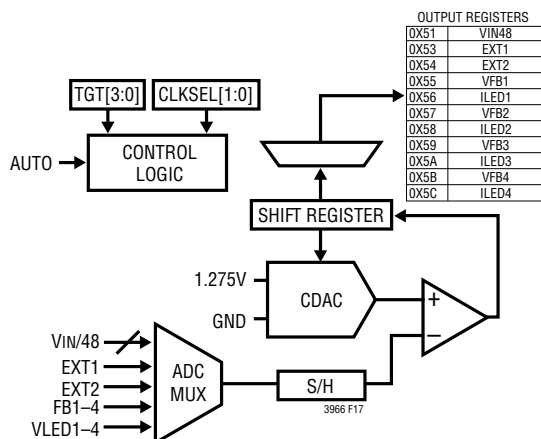 OUTPUT REGISTERS
0X51 VIN48
0X53 EXT1
0X54 EXT2
0X55 VFB1
0X56 ILED1
0X57 VFB2
0X58 ILED2
0X59 VFB3
0X5A ILED3
0X5B VFB4
0X5C ILED4
TGT[3:0] CLKSEL[1:0]
AUTO
CONTROL
LOGIC
SHIFT REGISTER
1.275V
GND
CDAC
+
−
VIN/48
EXT1
EXT2
FB1–4
VLED1–4
ADC
MUX
S/H
3966 F17